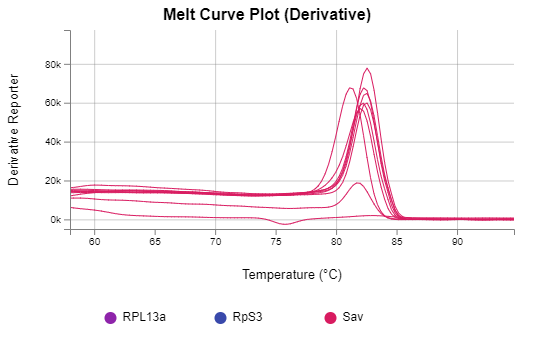 Melt Curve Plot (Derivative)
Derivative Reporter
80k
60k
40k
20k
0k
60 65 70 75 80 85 90
Temperature (°C)
RPL13a RpS3 Sav